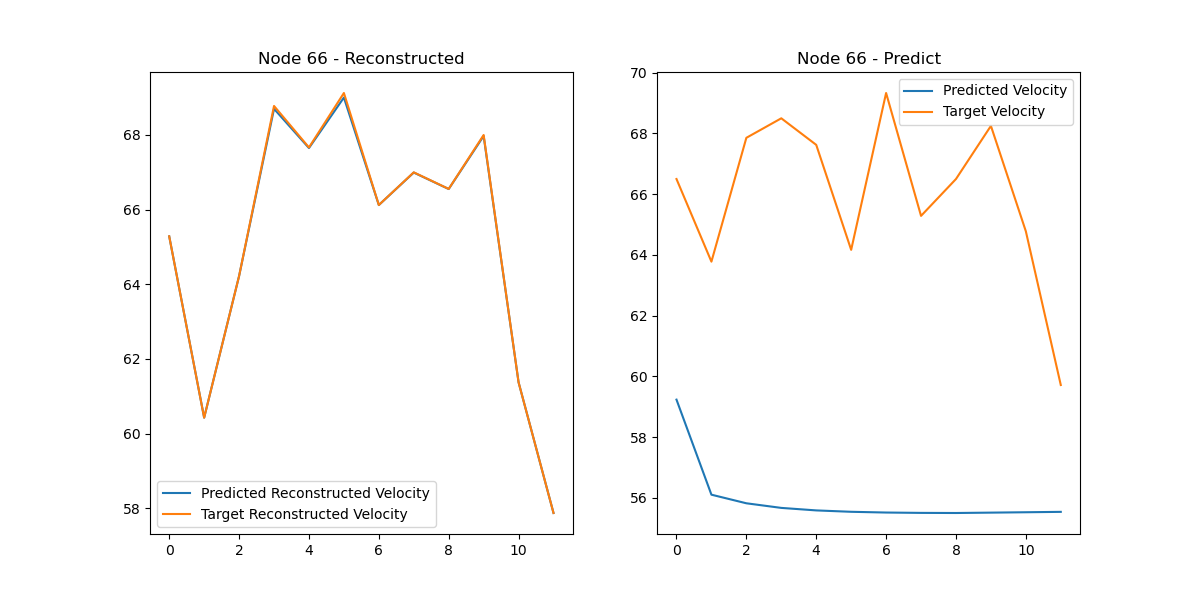 Node 66 - Reconstructed
68
66
64
62
60
58
0 2 4 6 8 10
Predicted Reconstructed Velocity
Target Reconstructed Velocity
Node 66 - Predict
70
68
66
64
62
60
58
56
0 2 4 6 8 10
Predicted Velocity
Target Velocity